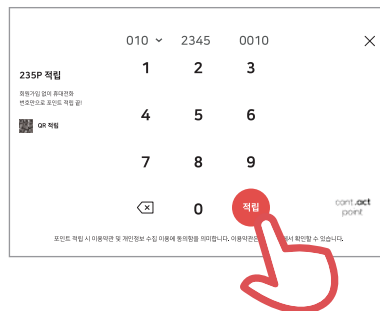 010 2345 0010
235P 적립
회원가입 없이 휴대전화
번호만으로 포인트 적립 끝!
QR 적립
1 2 3
4 5 6
7 8 9
0 적립
cont.act
point
포인트 적립 시 이용약관 및 개인정보 수집 이용에 동의함을 의미합니다. 이용약관은 에서 확인할 수 있습니다.